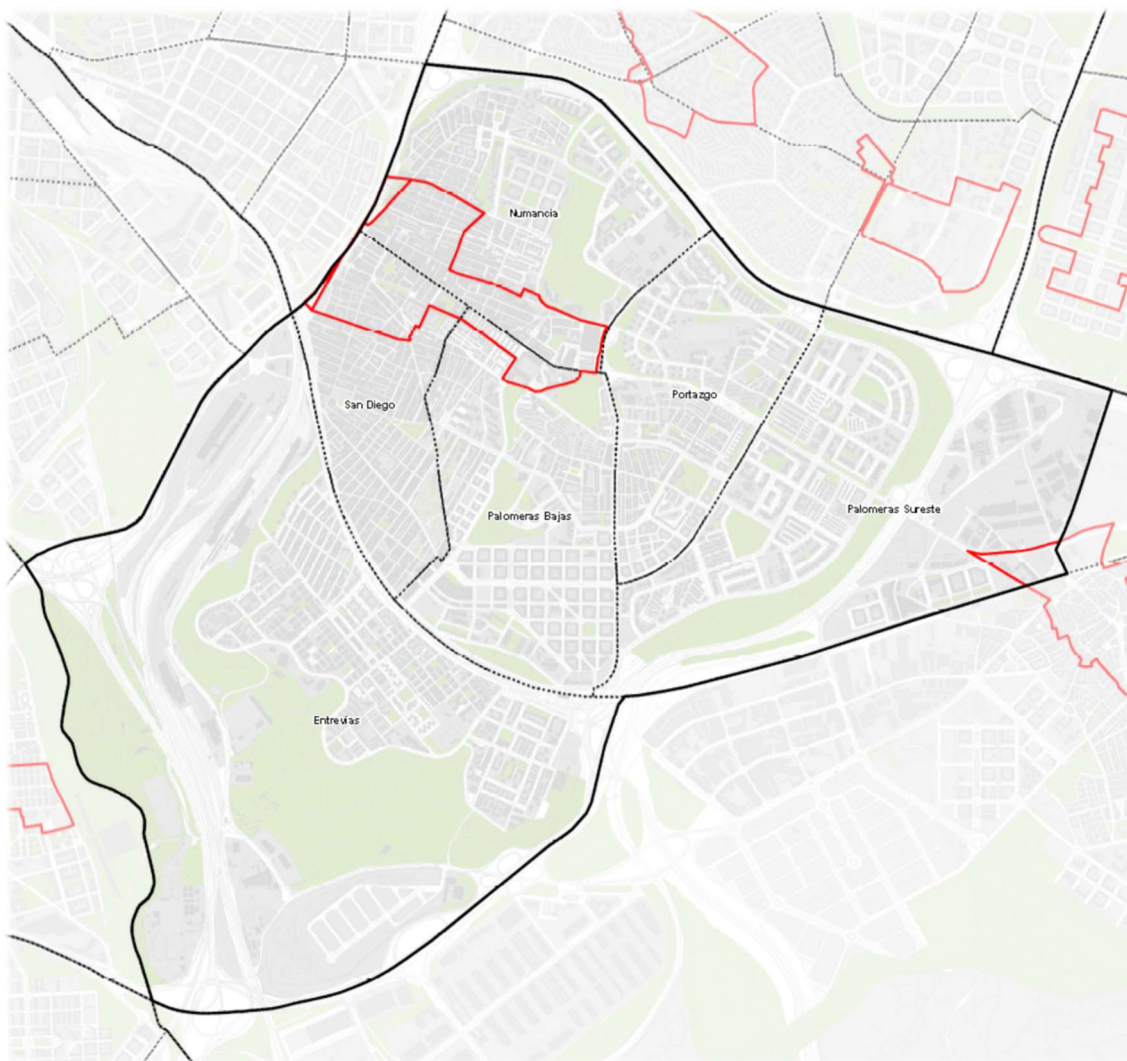 Numancia
Portazgo
San Diego
Palomeras Sureste
Palomeras Bajas
Entrevías